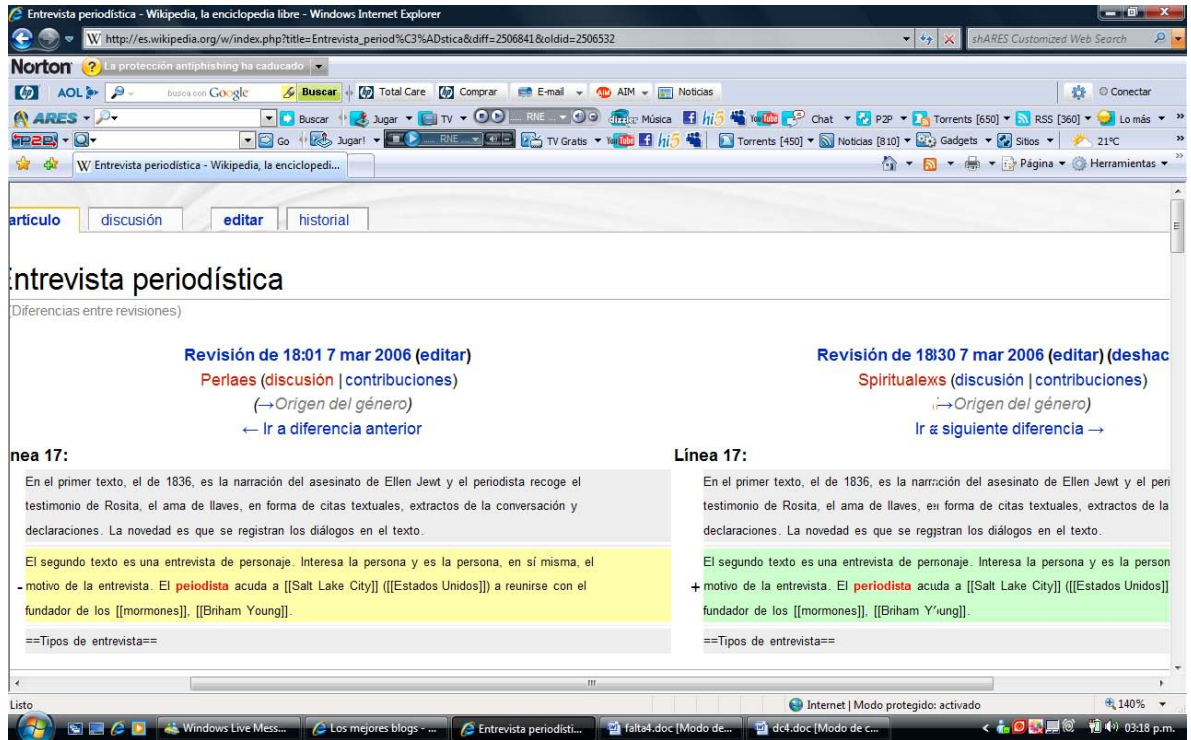 Entrevista periodística - Wikipedia, la enciclopedia libre - Windows Internet Explorer
http://es.wikipedia.org/w/index.php?title=Entrevista_period%C3%ADstica&diff=2506841&oldid=2506532
shARES Customized Web Search
Norton La protección antiphishing ha caducado
hp AOL busca con Google Buscar Total Care Comprar E-mail AIM Noticias Conectar
ARES Buscar Jugar TV RNE ... Música hi5 YouTube Chat P2P Torrents [650] RSS [360] Lo más »
P2P Go Jugar! RNE TV Gratis YouTube hi5 Torrents [450] Noticias [810] Gadgets Sitios 21°C »
W Entrevista periodística - Wikipedia, la enciclopedi... Página Herramientas »
artículo discusión editar historial
Entrevista periodística
(Diferencias entre revisiones)
Revisión de 18:01 7 mar 2006 (editar) Revisión de 18:30 7 mar 2006 (editar) (deshac
Perlaes (discusión | contribuciones) Spiritualexs (discusión | contribuciones)
(→Origen del género) →Origen del género)
← Ir a diferencia anterior Ir a siguiente diferencia →
nea 17: Línea 17:
En el primer texto, el de 1836, es la narración del asesinato de Ellen Jewt y el periodista recoge el En el primer texto, el de 1836, es la narración del asesinato de Ellen Jewt y el peri
testimonio de Rosita, el ama de llaves, en forma de citas textuales, extractos de la conversación y testimonio de Rosita, el ama de llaves, en forma de citas textuales, extractos de la
declaraciones. La novedad es que se registran los diálogos en el texto. declaraciones. La novedad es que se registran los diálogos en el texto.
El segundo texto es una entrevista de personaje. Interesa la persona y es la persona, en sí misma, el El segundo texto es una entrevista de personaje. Interesa la persona y es la person
- motivo de la entrevista. El peiodista acuda a [[Salt Lake City]] ([[Estados Unidos]]) a reunirse con el + motivo de la entrevista. El periodista acuda a [[Salt Lake City]] ([[Estados Unidos]]
fundador de los [[mormones]], [[Briham Young]]. fundador de los [[mormones]], [[Briham Young]].
==Tipos de entrevista== ==Tipos de entrevista==
Listo Internet | Modo protegido: activado 140%
Windows Live Mess... Los mejores blogs - ... Entrevista periodísti... falta4.doc [Modo de... dc4.doc [Modo de c... 03:18 p.m.